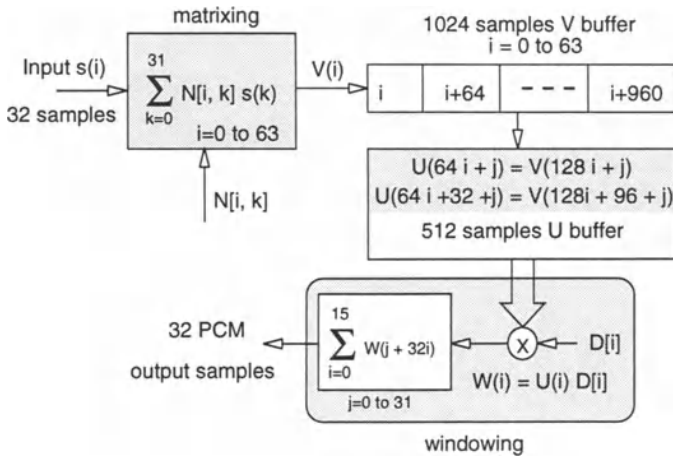 matrixing
Input s(i)
32 samples
31
∑ N[i, k] s(k)
k=0
i=0 to 63
N[i, k]
V(i)
1024 samples V buffer
i = 0 to 63
i
i+64
- - -
i+960
U(64 i + j) = V(128 i + j)
U(64 i +32 +j) = V(128i + 96 + j)
512 samples U buffer
32 PCM
output samples
15
∑ W(j + 32i)
i=0
j=0 to 31
X
D[i]
W(i) = U(i) D[i]
windowing